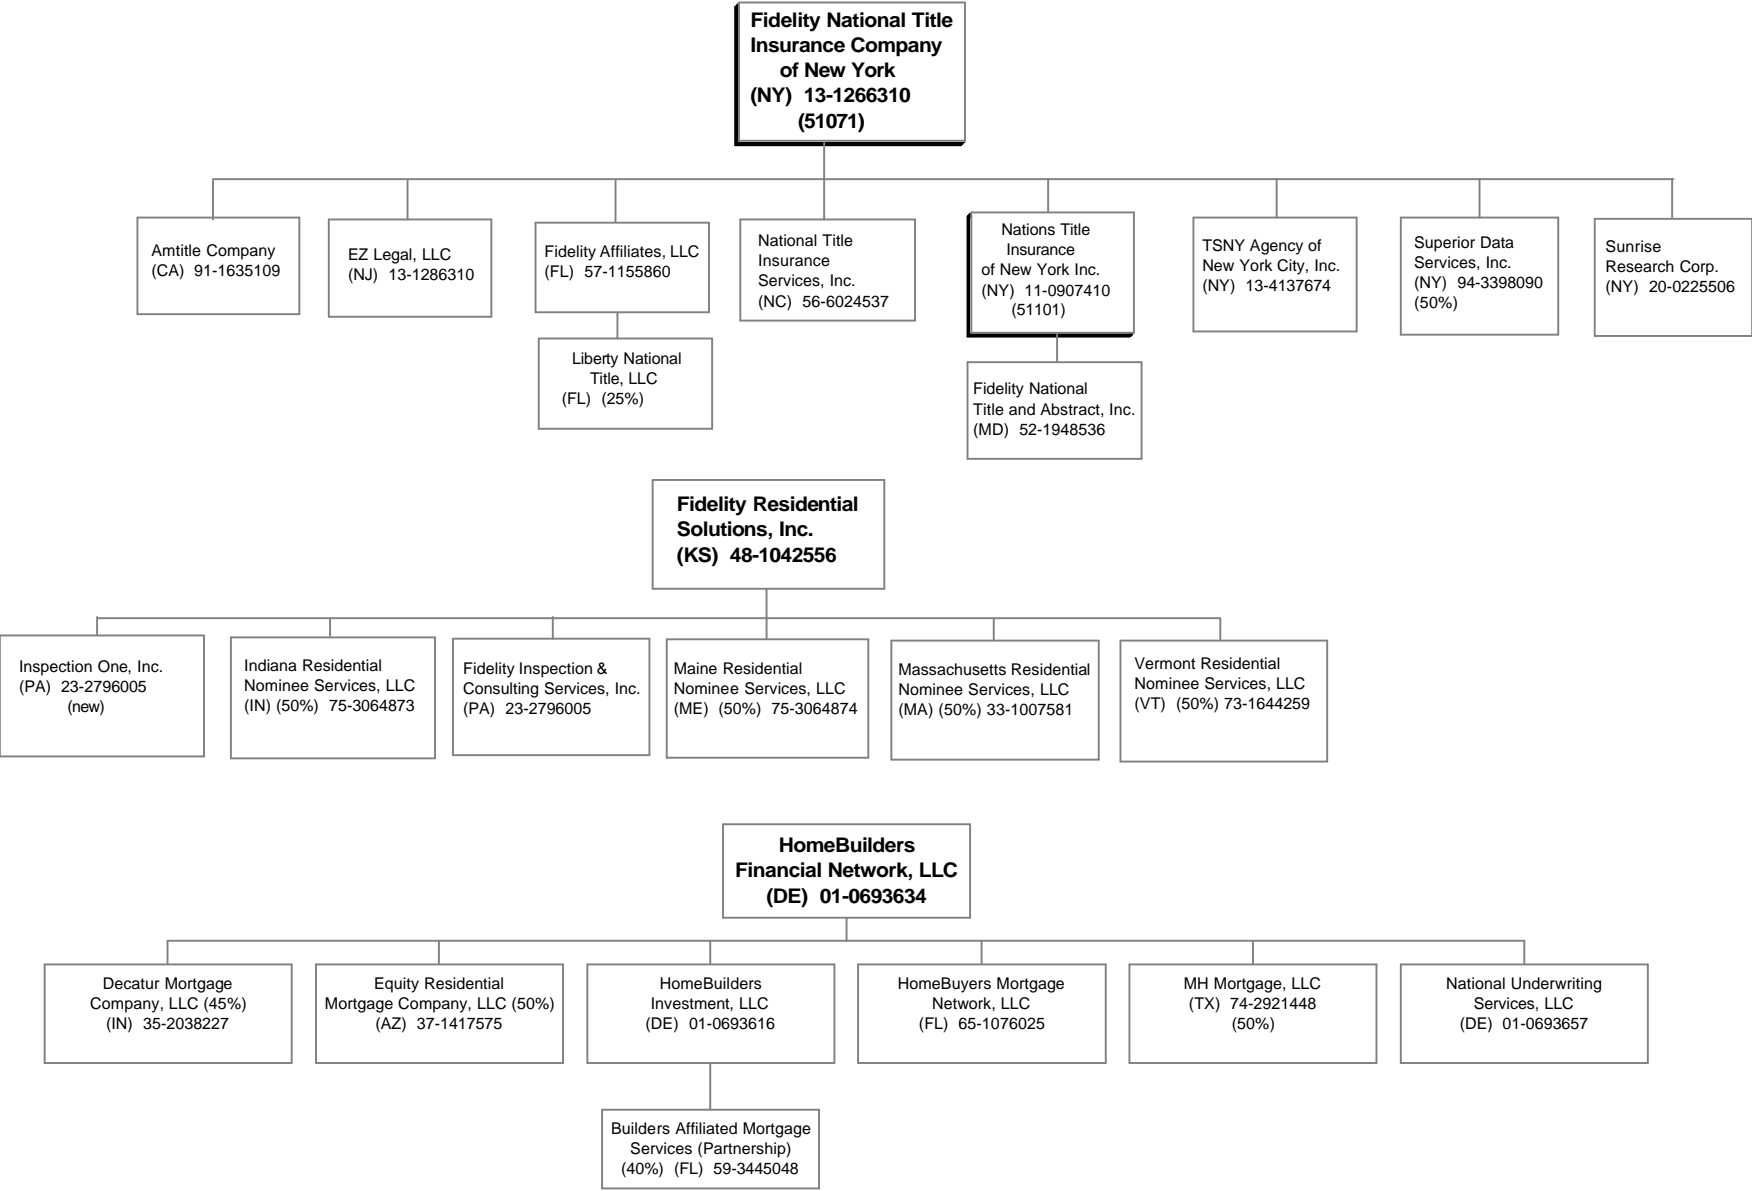 Fidelity National Title
Insurance Company
of New York
(NY) 13-1266310
(51071)
Amtitle Company
(CA) 91-1635109
EZ Legal, LLC
(NJ) 13-1286310
Fidelity Affiliates, LLC
(FL) 57-1155860
National Title
Insurance
Services, Inc.
(NC) 56-6024537
Nations Title
Insurance
of New York Inc.
(NY) 11-0907410
(51101)
TSNY Agency of
New York City, Inc.
(NY) 13-4137674
Superior Data
Services, Inc.
(NY) 94-3398090
(50%)
Sunrise
Research Corp.
(NY) 20-0225506
Liberty National
Title, LLC
(FL) (25%)
Fidelity National
Title and Abstract, Inc.
(MD) 52-1948536
Fidelity Residential
Solutions, Inc.
(KS) 48-1042556
Inspection One, Inc.
(PA) 23-2796005
(new)
Indiana Residential
Nominee Services, LLC
(IN) (50%) 75-3064873
Fidelity Inspection &
Consulting Services, Inc.
(PA) 23-2796005
Maine Residential
Nominee Services, LLC
(ME) (50%) 75-3064874
Massachusetts Residential
Nominee Services, LLC
(MA) (50%) 33-1007581
Vermont Residential
Nominee Services, LLC
(VT) (50%) 73-1644259
HomeBuilders
Financial Network, LLC
(DE) 01-0693634
Decatur Mortgage
Company, LLC (45%)
(IN) 35-2038227
Equity Residential
Mortgage Company, LLC (50%)
(AZ) 37-1417575
HomeBuilders
Investment, LLC
(DE) 01-0693616
HomeBuyers Mortgage
Network, LLC
(FL) 65-1076025
MH Mortgage, LLC
(TX) 74-2921448
(50%)
National Underwriting
Services, LLC
(DE) 01-0693657
Builders Affiliated Mortgage
Services (Partnership)
(40%) (FL) 59-3445048